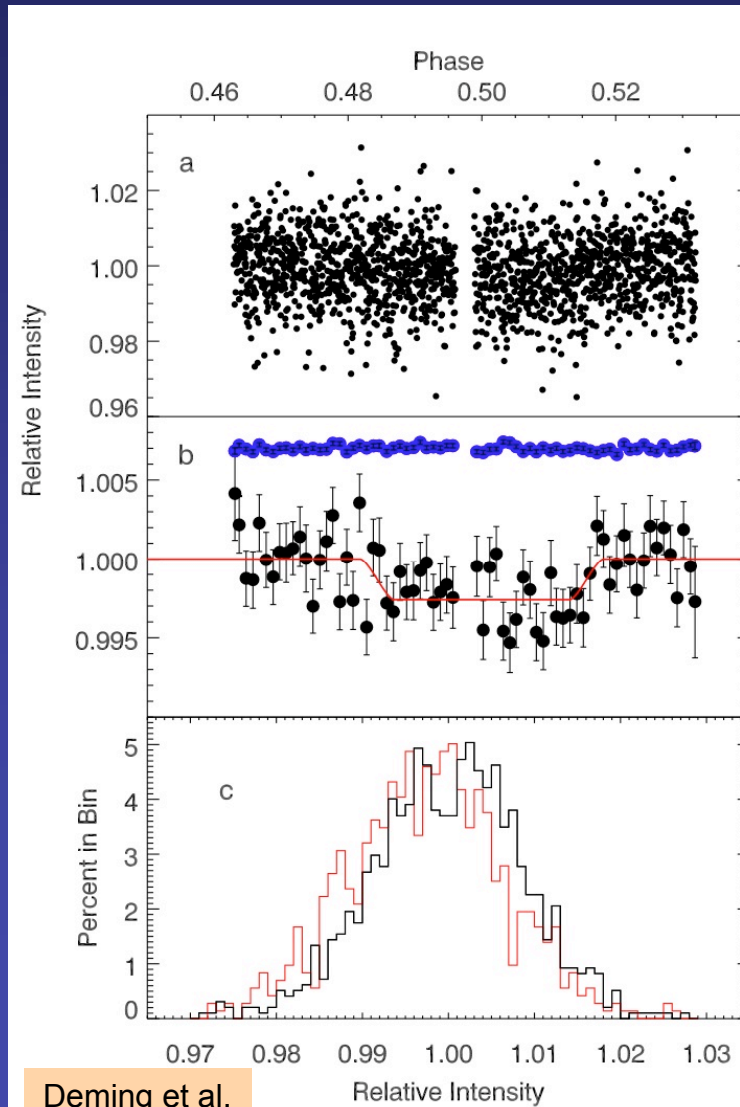 Phase
0.46 0.48 0.50 0.52
a
1.02
1.00
0.98
0.96
Relative Intensity
b
1.005
1.000
0.995
c
5
4
3
2
1
0
Percent in Bin
0.97 0.98 0.99 1.00 1.01 1.02 1.03
Relative Intensity
Deming et al.